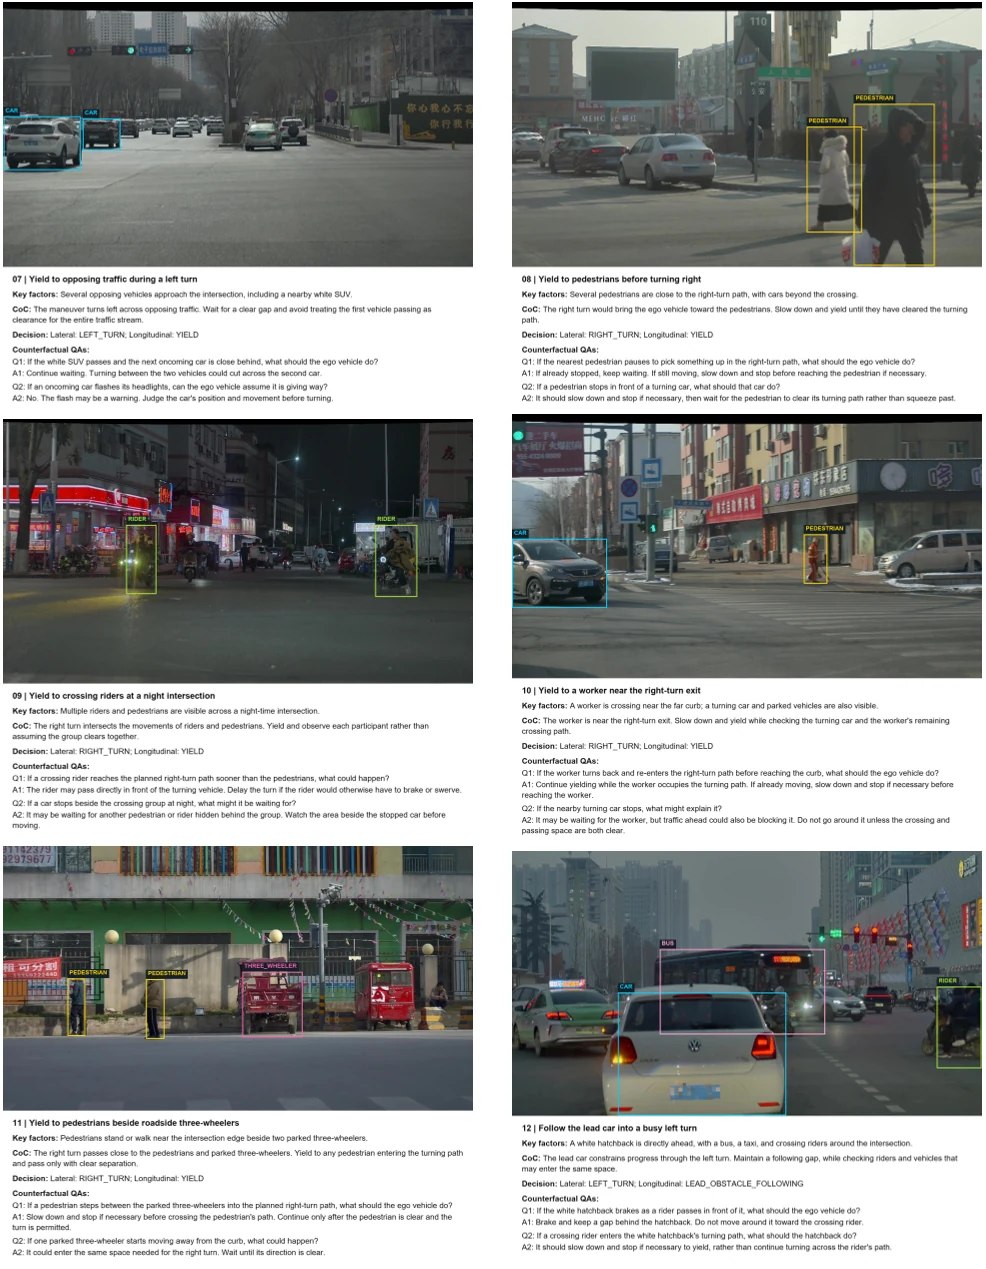 CAR
CAR
你心我心不忘
你行我行
07 | Yield to opposing traffic during a left turn
Key factors: Several opposing vehicles approach the intersection, including a nearby white SUV.
CoC: The maneuver turns left across opposing traffic. Wait for a clear gap and avoid treating the first vehicle passing as
clearance for the entire traffic stream.
Decision: Lateral: LEFT_TURN; Longitudinal: YIELD
Counterfactual QAs:
Q1: If the white SUV passes and the next oncoming car is close behind, what should the ego vehicle do?
A1: Continue waiting. Turning between the two vehicles could cut across the second car.
Q2: If an oncoming car flashes its headlights, can the ego vehicle assume it is giving way?
A2: No. The flash may be a warning. Judge the car's position and movement before turning.
110
PEDESTRIAN
PEDESTRIAN
08 | Yield to pedestrians before turning right
Key factors: Several pedestrians are close to the right-turn path, with cars beyond the crossing.
CoC: The right turn would bring the ego vehicle toward the pedestrians. Slow down and yield until they have cleared the turning
path.
Decision: Lateral: RIGHT_TURN; Longitudinal: YIELD
Counterfactual QAs:
Q1: If the nearest pedestrian pauses to pick something up in the right-turn path, what should the ego vehicle do?
A1: If already stopped, keep waiting. If still moving, slow down and stop before reaching the pedestrian if necessary.
Q2: If a pedestrian stops in front of a turning car, what should that car do?
A2: It should slow down and stop if necessary, then wait for the pedestrian to clear its turning path rather than squeeze past.
RIDER
RIDER
09 | Yield to crossing riders at a night intersection
Key factors: Multiple riders and pedestrians are visible across a night-time intersection.
CoC: The right turn intersects the movements of riders and pedestrians. Yield and observe each participant rather than
assuming the group clears together.
Decision: Lateral: RIGHT_TURN; Longitudinal: YIELD
Counterfactual QAs:
Q1: If a crossing rider reaches the planned right-turn path sooner than the pedestrians, what could happen?
A1: The rider may pass directly in front of the turning vehicle. Delay the turn if the rider would otherwise have to brake or swerve.
Q2: If a car stops beside the crossing group at night, what might it be waiting for?
A2: It may be waiting for another pedestrian or rider hidden behind the group. Watch the area beside the stopped car before
moving.
CAR
PEDESTRIAN
10 | Yield to a worker near the right-turn exit
Key factors: A worker is crossing near the far curb; a turning car and parked vehicles are also visible.
CoC: The worker is near the right-turn exit. Slow down and yield while checking the turning car and the worker's remaining
crossing path.
Decision: Lateral: RIGHT_TURN; Longitudinal: YIELD
Counterfactual QAs:
Q1: If the worker turns back and re-enters the right-turn path before reaching the curb, what should the ego vehicle do?
A1: Continue yielding while the worker occupies the turning path. If already moving, slow down and stop if necessary before
reaching the worker.
Q2: If the nearby turning car stops, what might explain it?
A2: It may be waiting for the worker, but traffic ahead could also be blocking it. Do not go around it unless the crossing and
passing space are both clear.
租 可分割
PEDESTRIAN
PEDESTRIAN
THREE_WHEELER
11 | Yield to pedestrians beside roadside three-wheelers
Key factors: Pedestrians stand or walk near the intersection edge beside two parked three-wheelers.
CoC: The right turn passes close to the pedestrians and parked three-wheelers. Yield to any pedestrian entering the turning path
and pass only with clear separation.
Decision: Lateral: RIGHT_TURN; Longitudinal: YIELD
Counterfactual QAs:
Q1: If a pedestrian steps between the parked three-wheelers into the planned right-turn path, what should the ego vehicle do?
A1: Slow down and stop if necessary before crossing the pedestrian's path. Continue only after the pedestrian is clear and the
turn is permitted.
Q2: If one parked three-wheeler starts moving away from the curb, what could happen?
A2: It could enter the same space needed for the right turn. Wait until its direction is clear.
BUS
CAR
RIDER
12 | Follow the lead car into a busy left turn
Key factors: A white hatchback is directly ahead, with a bus, a taxi, and crossing riders around the intersection.
CoC: The lead car constrains progress through the left turn. Maintain a following gap, while checking riders and vehicles that
may enter the same space.
Decision: Lateral: LEFT_TURN; Longitudinal: LEAD_OBSTACLE_FOLLOWING
Counterfactual QAs:
Q1: If the white hatchback brakes as a rider passes in front of it, what should the ego vehicle do?
A1: Brake and keep a gap behind the hatchback. Do not move around it toward the crossing rider.
Q2: If a crossing rider enters the white hatchback's turning path, what should the hatchback do?
A2: It should slow down and stop if necessary to yield, rather than continue turning across the rider's path.